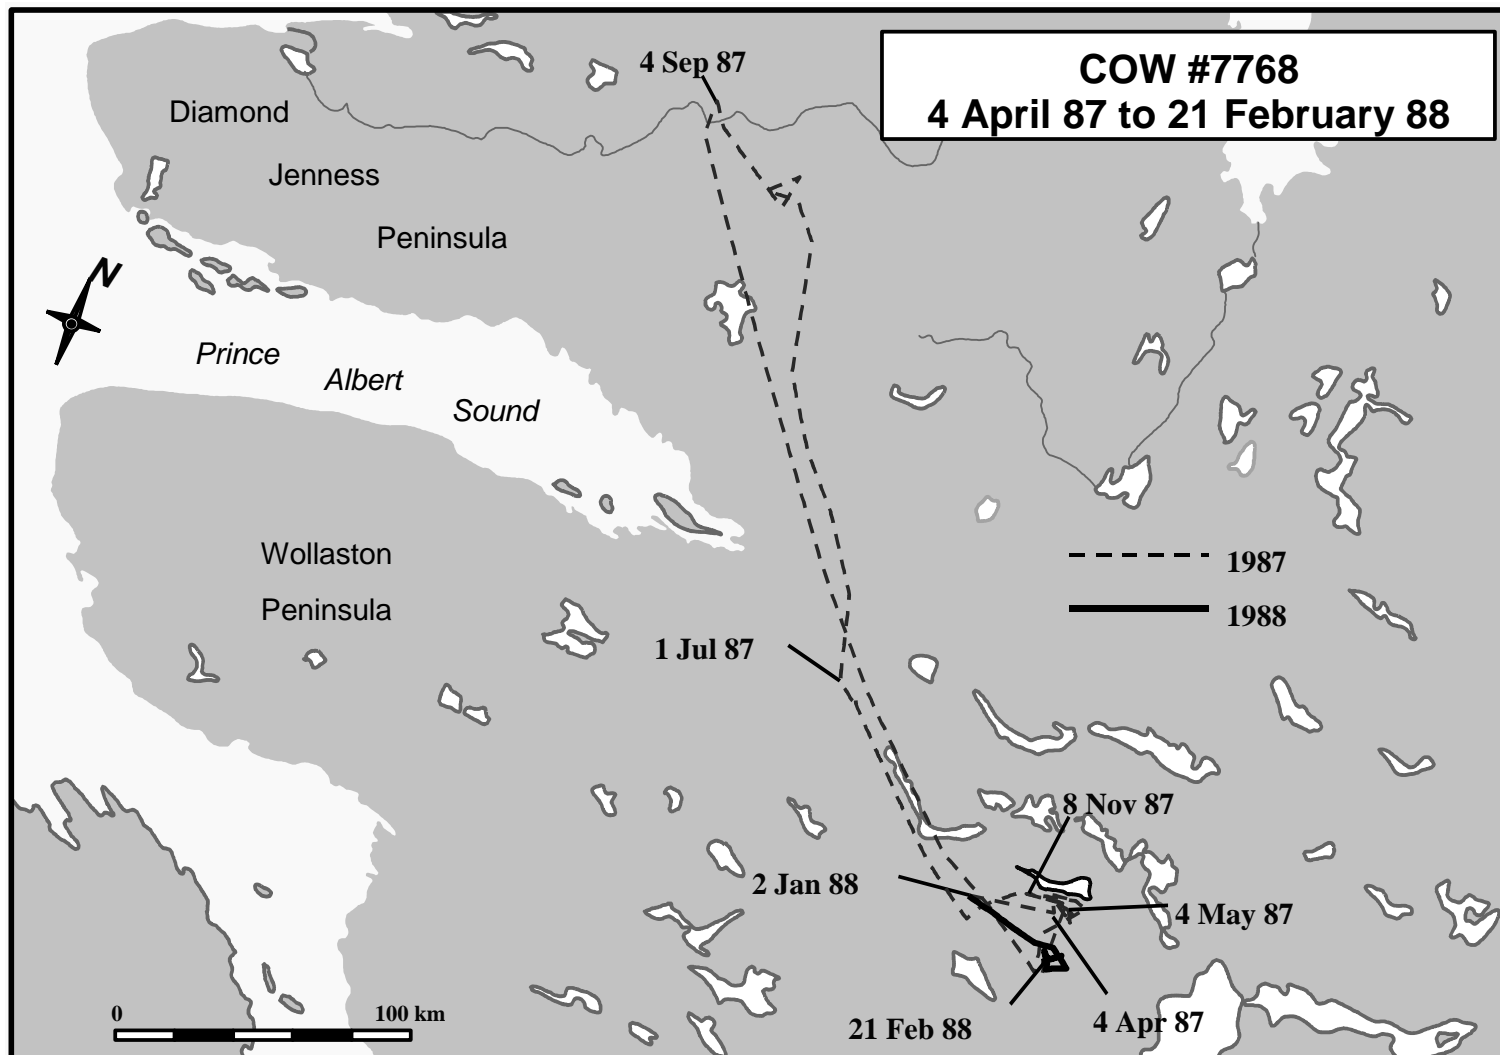 COW #7768
4 April 87 to 21 February 88
4 Sep 87
Diamond
Jenness
Peninsula
N
Prince
Albert
Sound
Wollaston
Peninsula
1987
1988
1 Jul 87
8 Nov 87
2 Jan 88
4 May 87
0 100 km
21 Feb 88
4 Apr 87